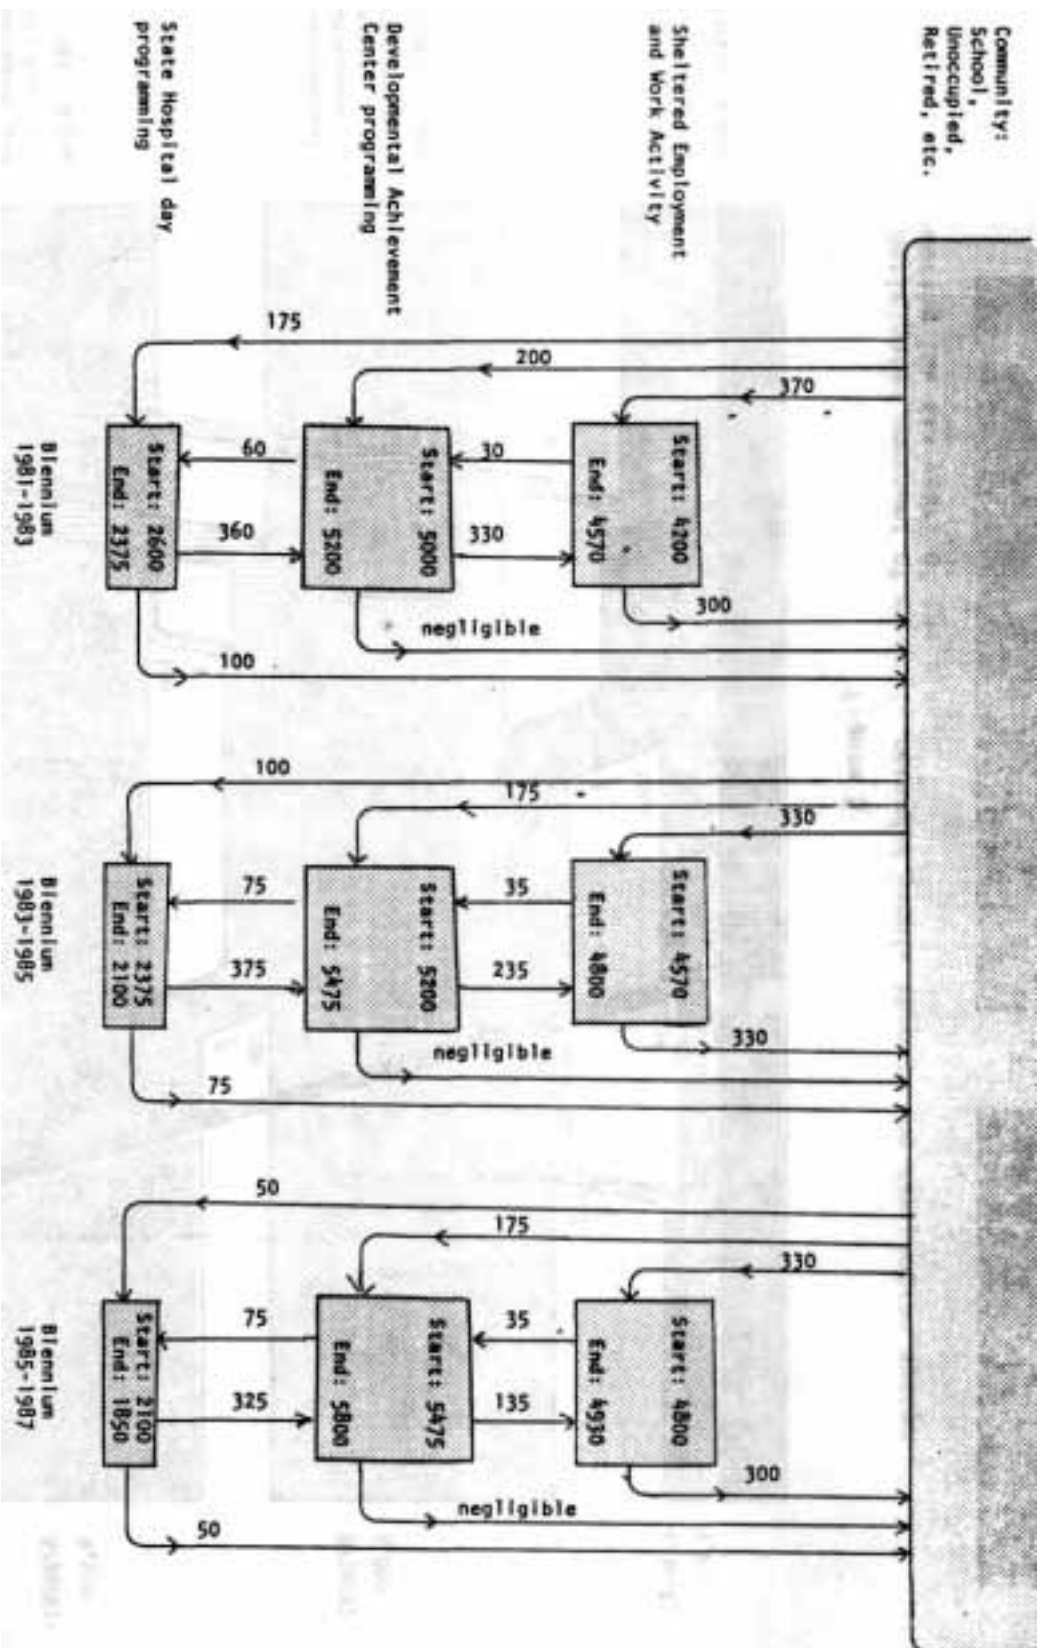 Community:
School,
Unoccupied,
Retired, etc.
Sheltered Employment
and Work Activity
Developmental Achievement
Center programming
State Hospital day
programming
370
200
175
Start: 4200
End: 4570
30
330
Start: 5000
End: 5200
60
360
Start: 2600
End: 2375
300
negligible
100
Biennium
1981-1983
330
175
100
Start: 4570
End: 4800
35
235
Start: 5200
End: 5475
75
375
Start: 2375
End: 2100
330
negligible
75
Biennium
1983-1985
330
175
50
Start: 4800
End: 4930
35
135
Start: 5475
End: 5800
75
325
Start: 2100
End: 1850
300
negligible
50
Biennium
1985-1987